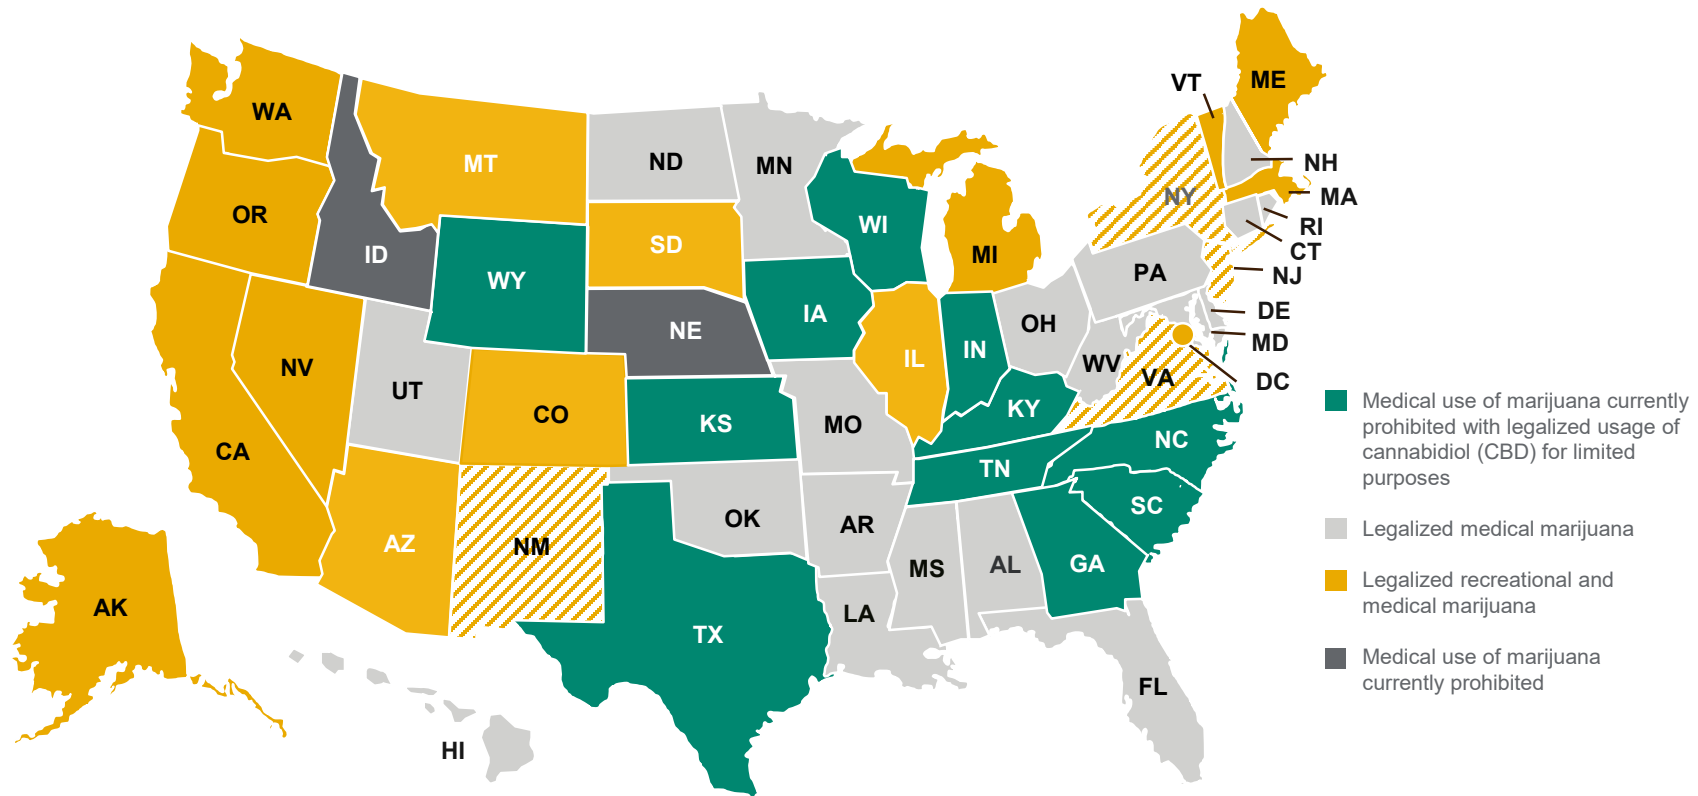 ME
VT
WA
ND
MN
MT
NH
MA
NY
OR
WI
RI
SD
CT
ID
MI
PA
NJ
WY
DE
IA
OH
NE
MD
IN
IL
WV
NV
VA
DC
UT
KY
CO
KS
MO
NC
CA
TN
SC
OK
AR
AZ
NM
MS
AL
GA
AK
LA
TX
FL
HI
Medical use of marijuana currently
prohibited with legalized usage of
cannabidiol (CBD) for limited
purposes
Legalized medical marijuana
Legalized recreational and
medical marijuana
Medical use of marijuana
currently prohibited